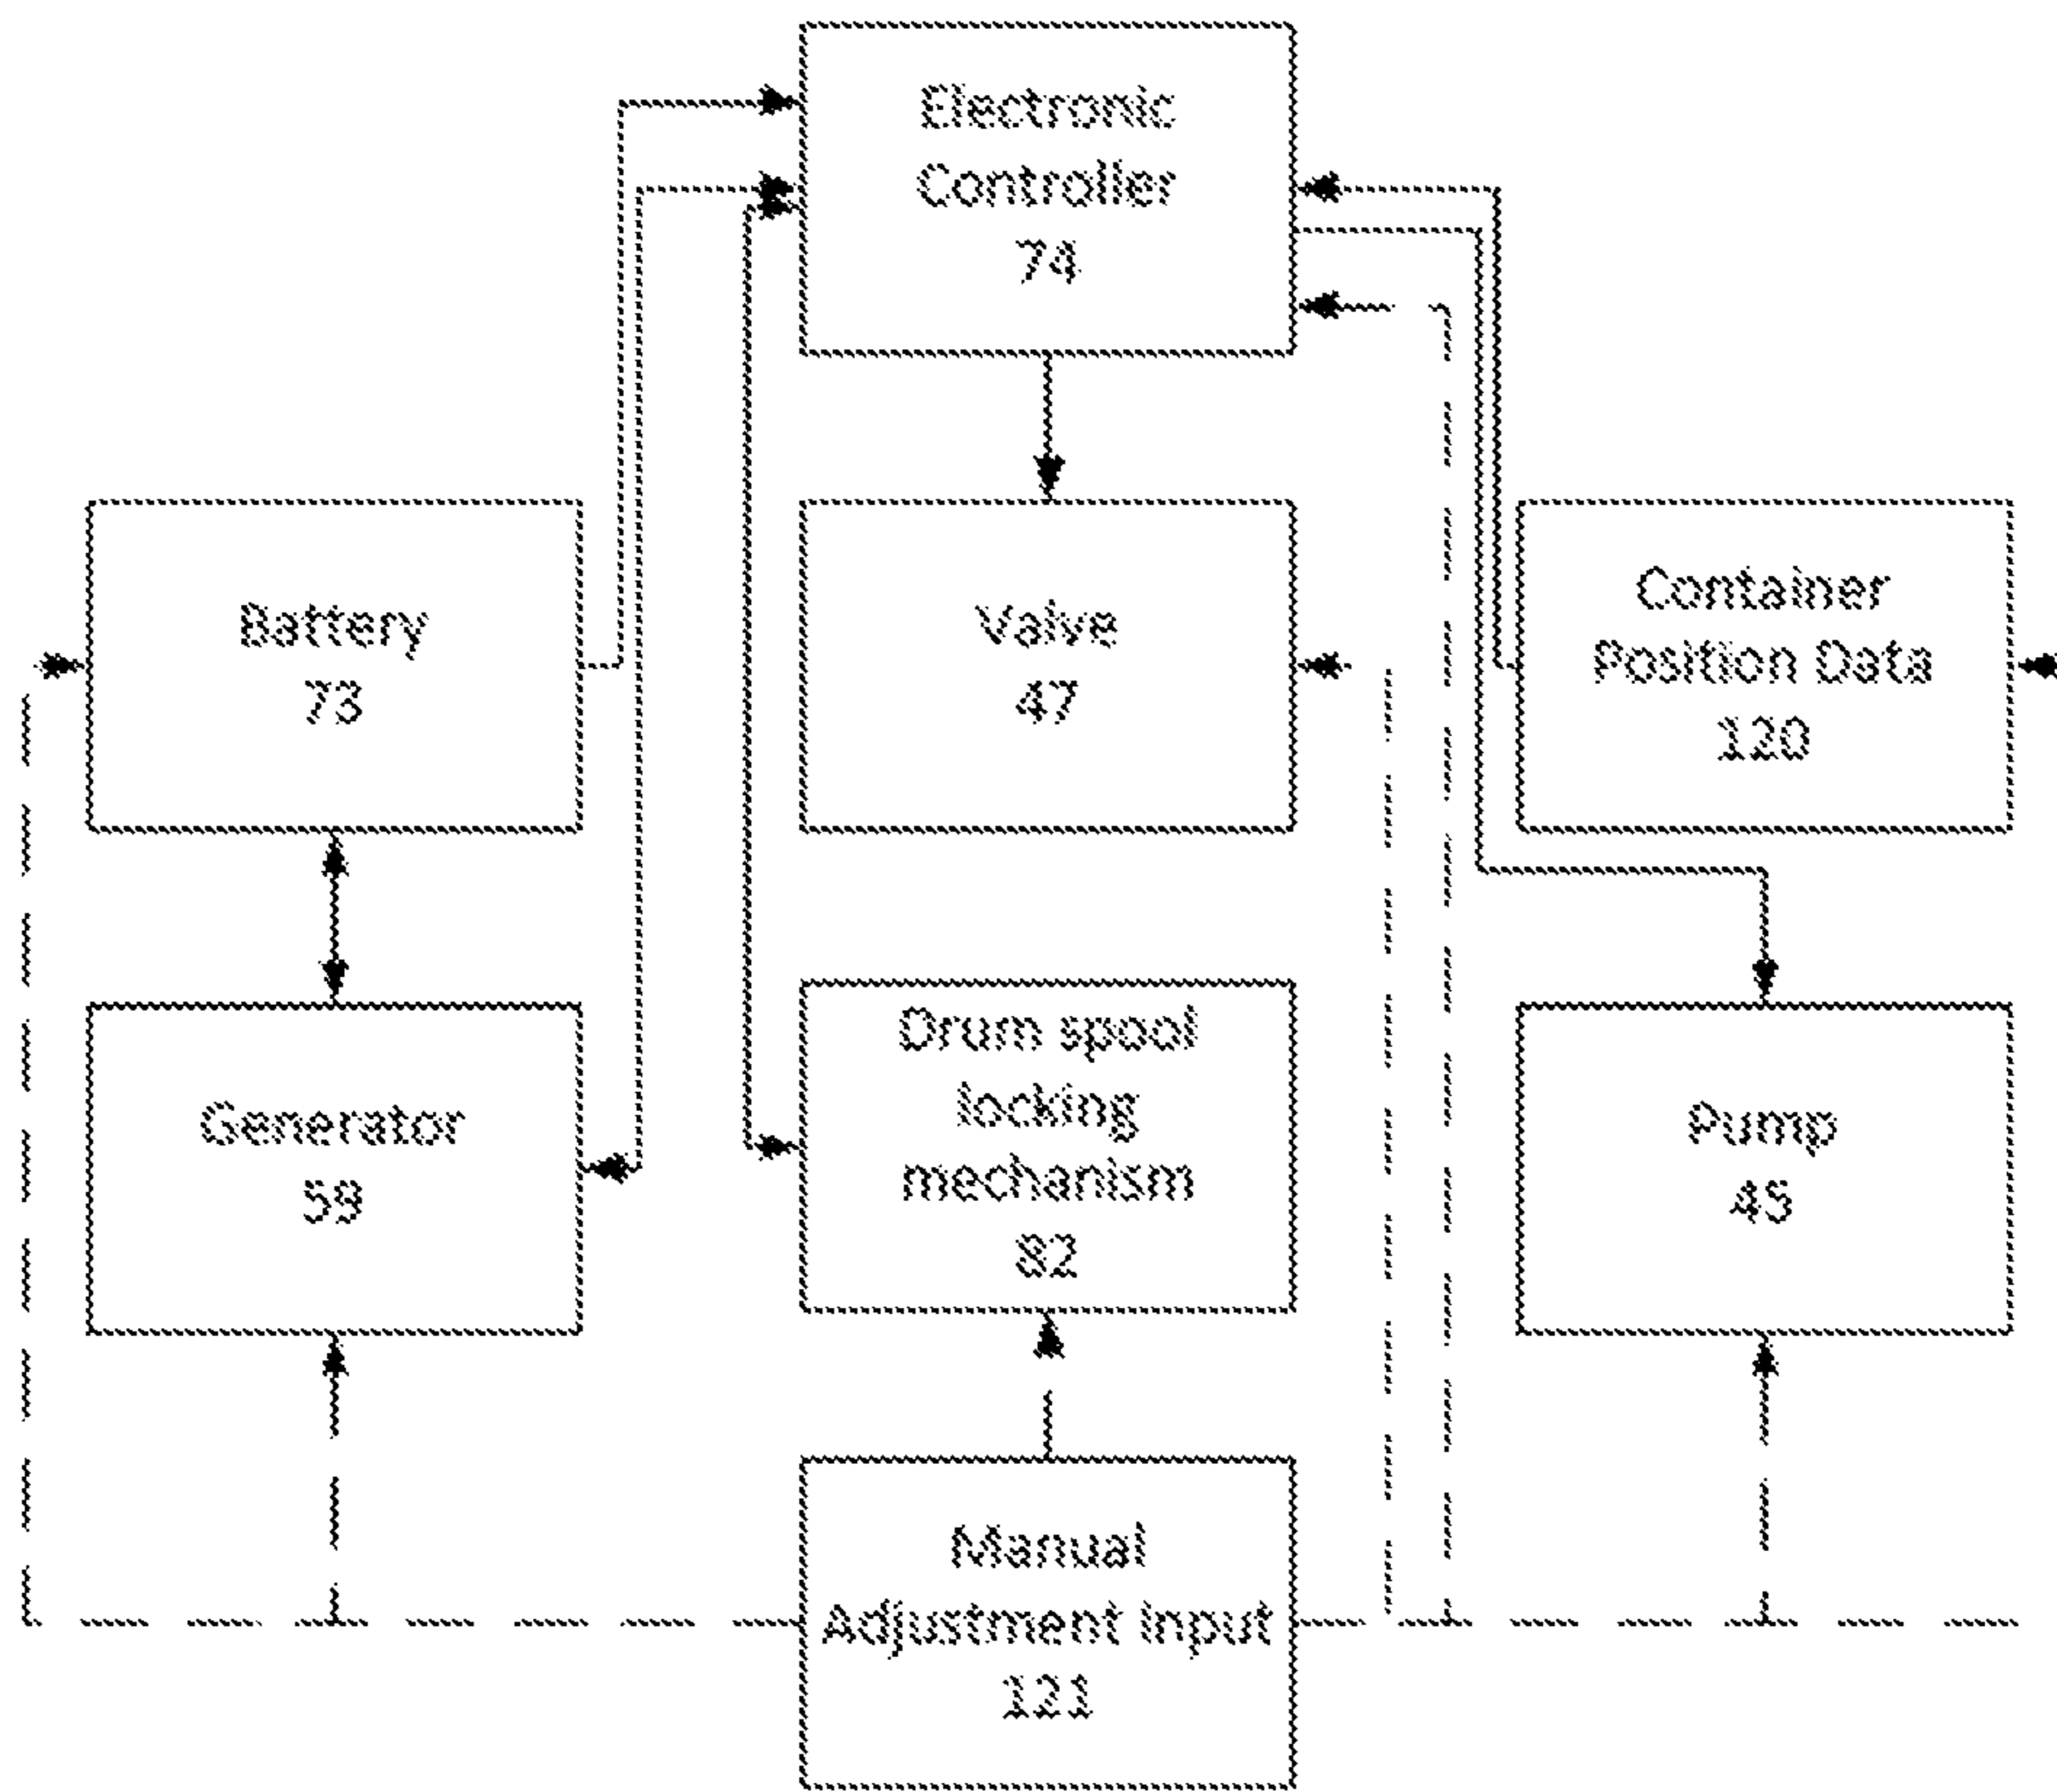 Electronic
Controller
74
Battery
73
Valve
47
Container
Position Data
120
Generator
59
Drum spool
locking
mechanism
82
Pump
45
Manual
Adjustment Input
121